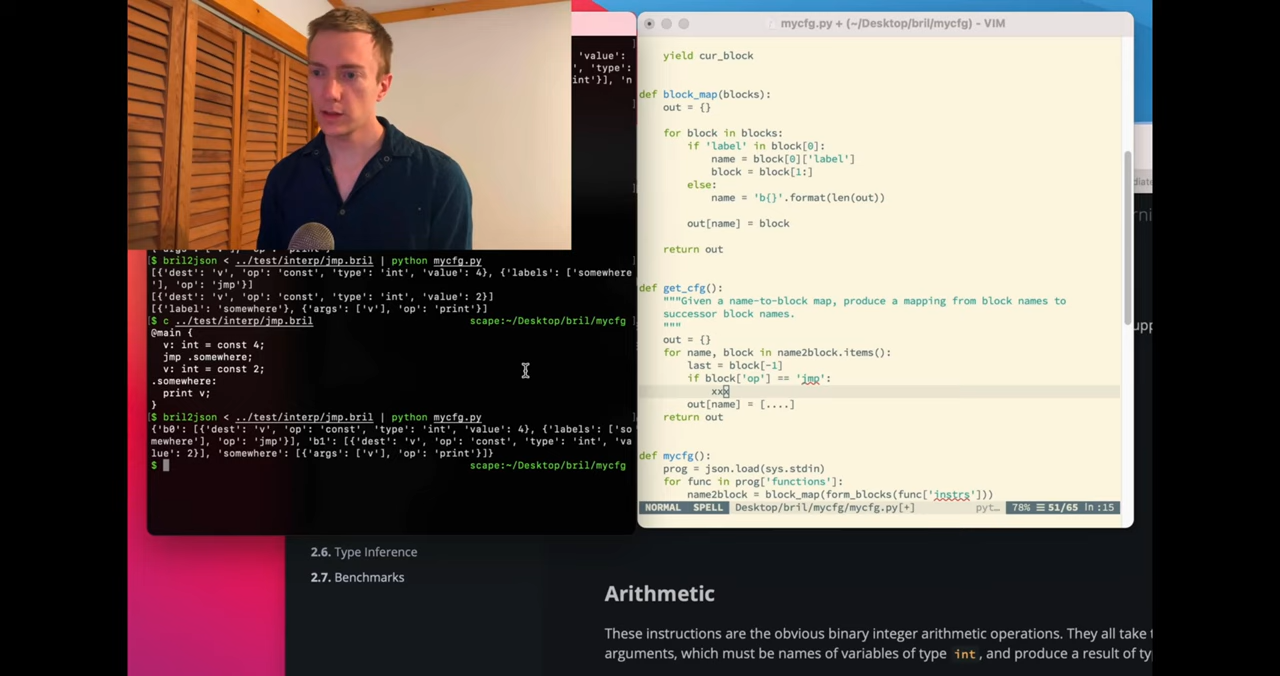 'value':
', 'type':
int'}], 'n
bril2json < ../test/interp/jmp.bril | python mycfg.py
[{'dest': 'v', 'op': 'const', 'type': 'int', 'value': 4}, {'labels': ['somewhere
'], 'op': 'jmp'}]
[{'dest': 'v', 'op': 'const', 'type': 'int', 'value': 2}]
[{'label': 'somewhere'}, {'args': ['v'], 'op': 'print'}]
[$ c ../test/interp/jmp.bril scape:~/Desktop/bril/mycfg ]
@main {
v: int = const 4;
jmp .somewhere;
v: int = const 2;
.somewhere:
print v;
}
[$ bril2json < ../test/interp/jmp.bril | python mycfg.py
{'b0': [{'dest': 'v', 'op': 'const', 'type': 'int', 'value': 4}, {'labels': ['so
mewhere'], 'op': 'jmp'}], 'b1': [{'dest': 'v', 'op': 'const', 'type': 'int', 'va
lue': 2}], 'somewhere': [{'args': ['v'], 'op': 'print'}]}
$ scape:~/Desktop/bril/mycfg
mycfg.py + (~/Desktop/bril/mycfg) - VIM
yield cur_block
def block_map(blocks):
out = {}
for block in blocks:
if 'label' in block[0]:
name = block[0]['label']
block = block[1:]
else:
name = 'b{}'.format(len(out))
out[name] = block
return out
def get_cfg():
"""Given a name-to-block map, produce a mapping from block names to
successor block names.
"""
out = {}
for name, block in name2block.items():
last = block[-1]
if block['op'] == 'jmp':
xxx
out[name] = [....]
return out
def mycfg():
prog = json.load(sys.stdin)
for func in prog['functions']:
name2block = block_map(form_blocks(func['instrs']))
NORMAL SPELL Desktop/bril/mycfg/mycfg.py[+] pyt… 78% ☰ 51/65 ln :15
2.6. Type Inference
2.7. Benchmarks
Arithmetic
These instructions are the obvious binary integer arithmetic operations. They all take
arguments, which must be names of variables of type int, and produce a result of